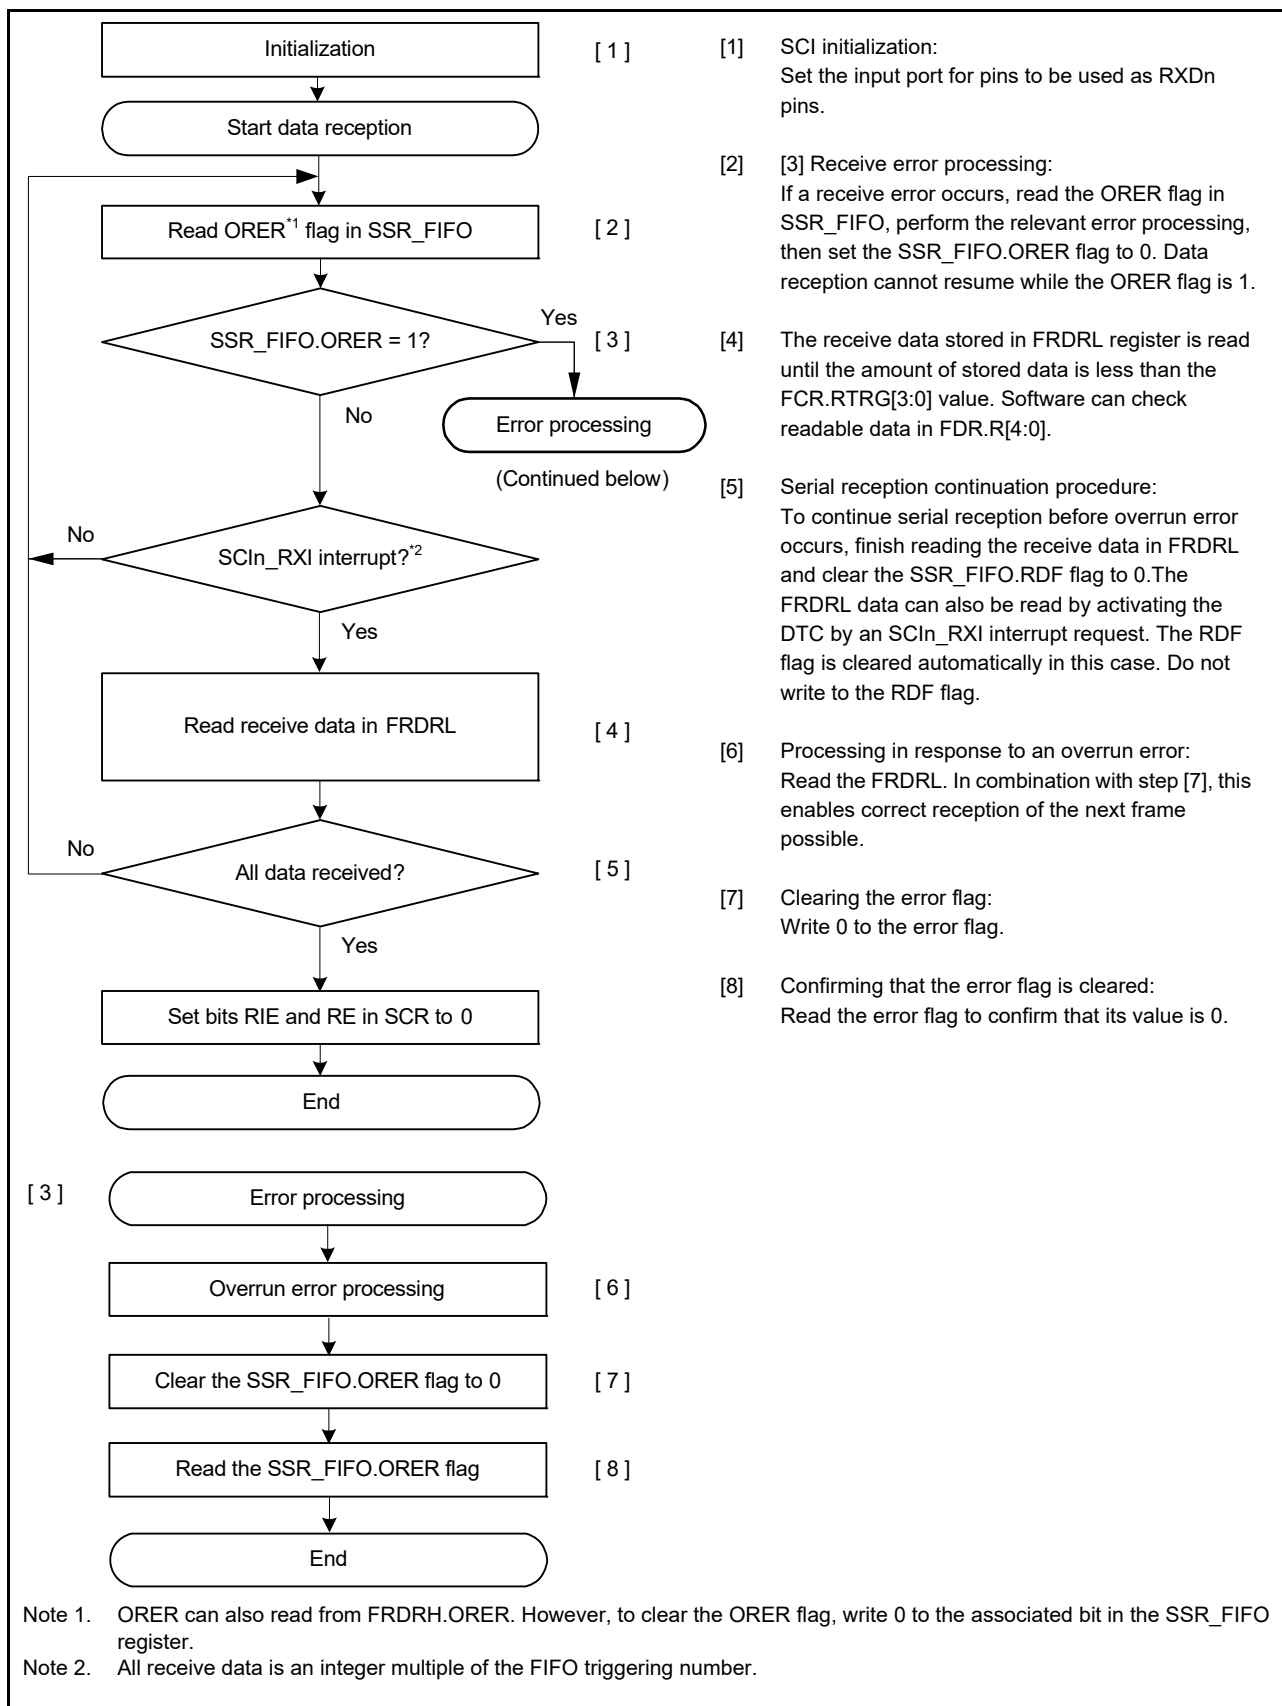 Initialization
[ 1 ]
Start data reception
Read ORER*1 flag in SSR_FIFO
[ 2 ]
SSR_FIFO.ORER = 1?
Yes
[ 3 ]
No
Error processing
(Continued below)
No
SCIn_RXI interrupt?*2
Yes
Read receive data in FRDRL
[ 4 ]
No
All data received?
[ 5 ]
Yes
Set bits RIE and RE in SCR to 0
End
[1] SCI initialization:
Set the input port for pins to be used as RXDn
pins.
[2] [3] Receive error processing:
If a receive error occurs, read the ORER flag in
SSR_FIFO, perform the relevant error processing,
then set the SSR_FIFO.ORER flag to 0. Data
reception cannot resume while the ORER flag is 1.
[4] The receive data stored in FRDRL register is read
until the amount of stored data is less than the
FCR.RTRG[3:0] value. Software can check
readable data in FDR.R[4:0].
[5] Serial reception continuation procedure:
To continue serial reception before overrun error
occurs, finish reading the receive data in FRDRL
and clear the SSR_FIFO.RDF flag to 0.The
FRDRL data can also be read by activating the
DTC by an SCIn_RXI interrupt request. The RDF
flag is cleared automatically in this case. Do not
write to the RDF flag.
[6] Processing in response to an overrun error:
Read the FRDRL. In combination with step [7], this
enables correct reception of the next frame
possible.
[7] Clearing the error flag:
Write 0 to the error flag.
[8] Confirming that the error flag is cleared:
Read the error flag to confirm that its value is 0.
[ 3 ]
Error processing
Overrun error processing
[ 6 ]
Clear the SSR_FIFO.ORER flag to 0
[ 7 ]
Read the SSR_FIFO.ORER flag
[ 8 ]
End
Note 1. ORER can also read from FRDRH.ORER. However, to clear the ORER flag, write 0 to the associated bit in the SSR_FIFO
register.
Note 2. All receive data is an integer multiple of the FIFO triggering number.